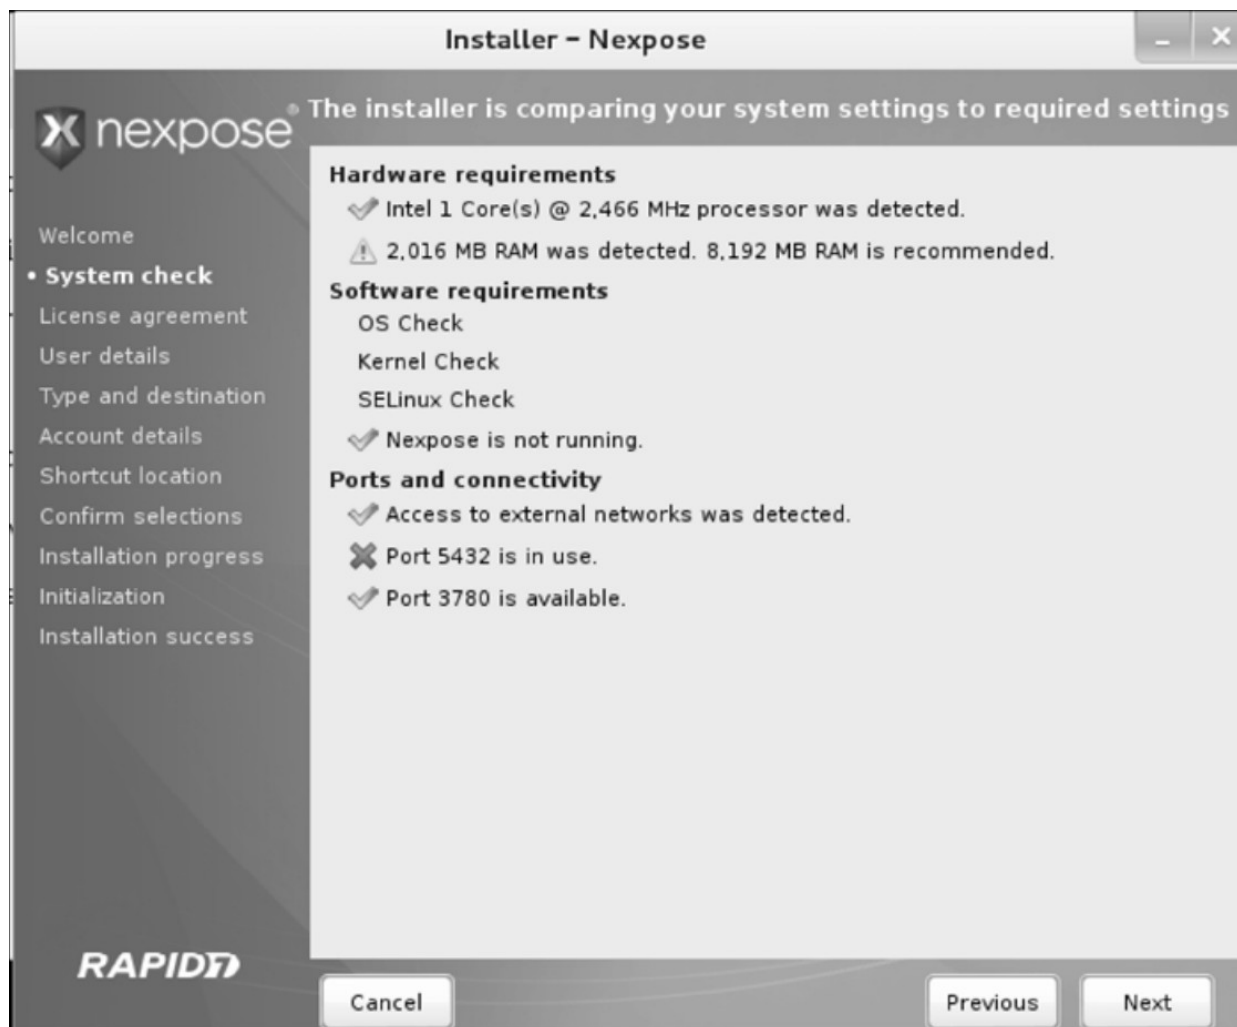 Installer – Nexpose
nexpose®
The installer is comparing your system settings to required settings
Welcome
• System check
License agreement
User details
Type and destination
Account details
Shortcut location
Confirm selections
Installation progress
Initialization
Installation success
Hardware requirements
Intel 1 Core(s) @ 2,466 MHz processor was detected.
2,016 MB RAM was detected. 8,192 MB RAM is recommended.
Software requirements
OS Check
Kernel Check
SELinux Check
Nexpose is not running.
Ports and connectivity
Access to external networks was detected.
Port 5432 is in use.
Port 3780 is available.
RAPID7
Cancel
Previous
Next